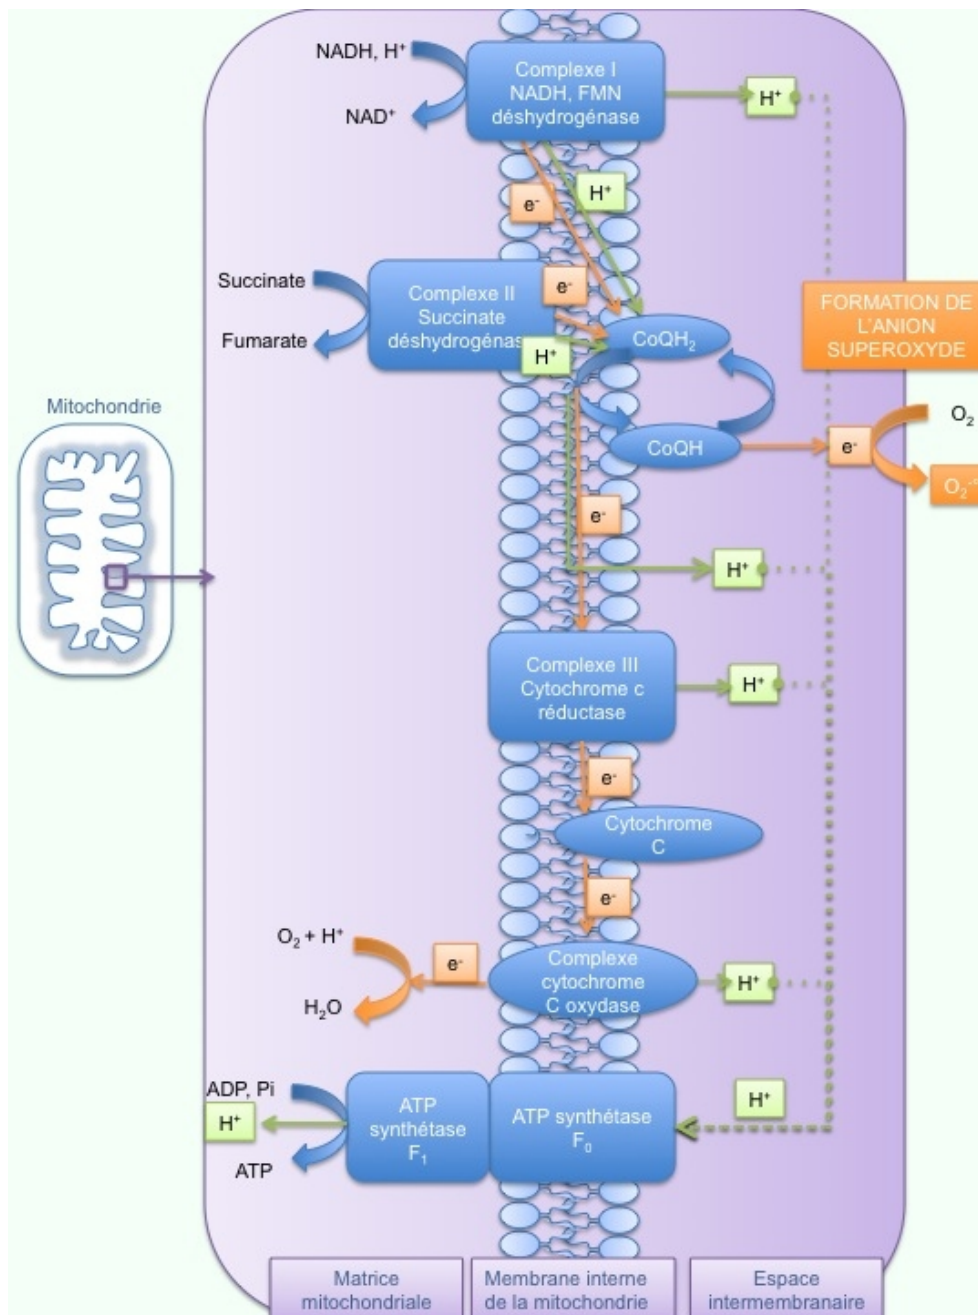 NADH, H⁺
NAD⁺
Complexe I
NADH, FMN
déshydrogénase
H⁺
H⁺
e⁻
Succinate
Fumarate
Complexe II
Succinate
déshydrogénas
e⁻
H⁺
CoQH₂
CoQH
FORMATION DE
L'ANION
SUPEROXYDE
O₂
e⁻
O₂⁻°
Mitochondrie
e⁻
H⁺
Complexe III
Cytochrome c
réductase
H⁺
e⁻
Cytochrome
C
e⁻
O₂ + H⁺
H₂O
e⁻
Complexe
cytochrome
C oxydase
H⁺
ADP, Pi
H⁺
ATP
ATP
synthétase
F₁
ATP synthétase
F₀
H⁺
Matrice
mitochondriale
Membrane interne
de la mitochondrie
Espace
intermembranaire